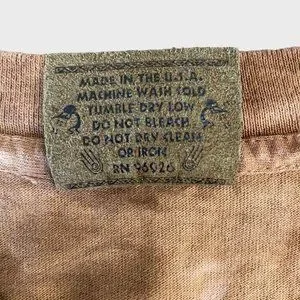 MADE IN THE U.S.A.
MACHINE WASH COLD
TUMBLE DRY LOW
DO NOT BLEACH
DO NOT DRY CLEAN
OR IRON
RN 96026